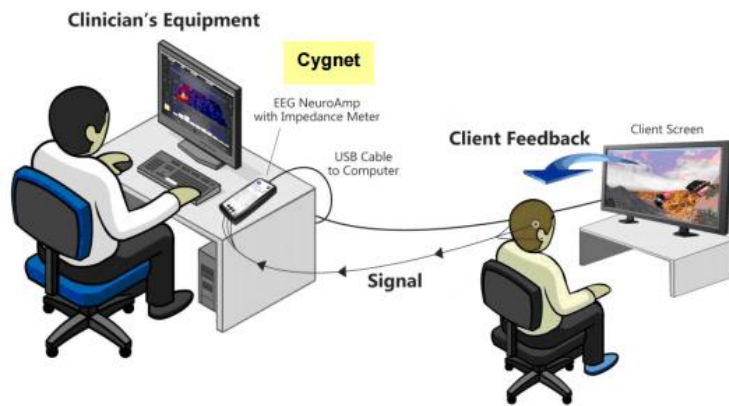 Clinician's Equipment
Cygnet
EEG NeuroAmp
with Impedance Meter
USB Cable
to Computer
Client Feedback
Client Screen
Signal